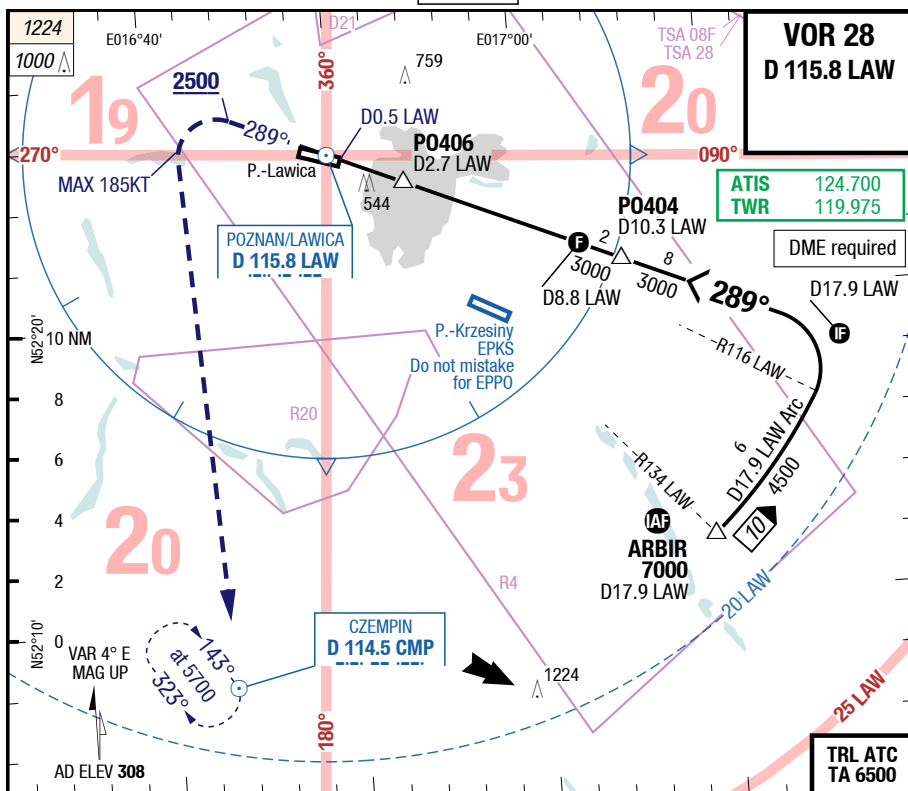 1224
1000
E016°40'
D21
E017°00'
TSA 08F
TSA 28
VOR 28
D 115.8 LAW
759
360°
2500
19
20
289°
D0.5 LAW
PO406
D2.7 LAW
270°
090°
P.-Lawica
MAX 185KT
544
ATIS 124.700
TWR 119.975
PO404
D10.3 LAW
POZNAN/LAWICA
D 115.8 LAW
DME required
2
3000
8
3000
D8.8 LAW
F
289°
D17.9 LAW
IF
N52°20'
10 NM
P.-Krzesiny
EPKS
Do not mistake
for EPPO
R116 LAW
8
R20
6
D17.9 LAW Arc
4500
6
23
R134 LAW
4
20
IAF
ARBIR
7000
D17.9 LAW
10
2
R4
20 LAW
N52°10'
0
CZEMPIN
D 114.5 CMP
VAR 4° E
MAG UP
143°
at 5700
323°
1224
180°
25 LAW
AD ELEV 308
TRL ATC
TA 6500